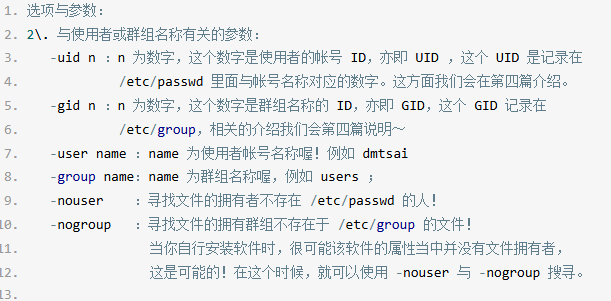 1. 选项与参数：
2. 2\. 与使用者或群组名称有关的参数：
3. -uid n ：n 为数字，这个数字是使用者的帐号 ID，亦即 UID ，这个 UID 是记录在
4. /etc/passwd 里面与帐号名称对应的数字。这方面我们会在第四篇介绍。
5. -gid n ：n 为数字，这个数字是群组名称的 ID，亦即 GID，这个 GID 记录在
6. /etc/group，相关的介绍我们会第四篇说明～
7. -user name ：name 为使用者帐号名称喔！例如 dmtsai
8. -group name：name 为群组名称喔，例如 users ；
9. -nouser ：寻找文件的拥有者不存在 /etc/passwd 的人！
10. -nogroup ：寻找文件的拥有群组不存在于 /etc/group 的文件！
11. 当你自行安装软件时，很可能该软件的属性当中并没有文件拥有者，
12. 这是可能的！在这个时候，就可以使用 -nouser 与 -nogroup 搜寻。
13.